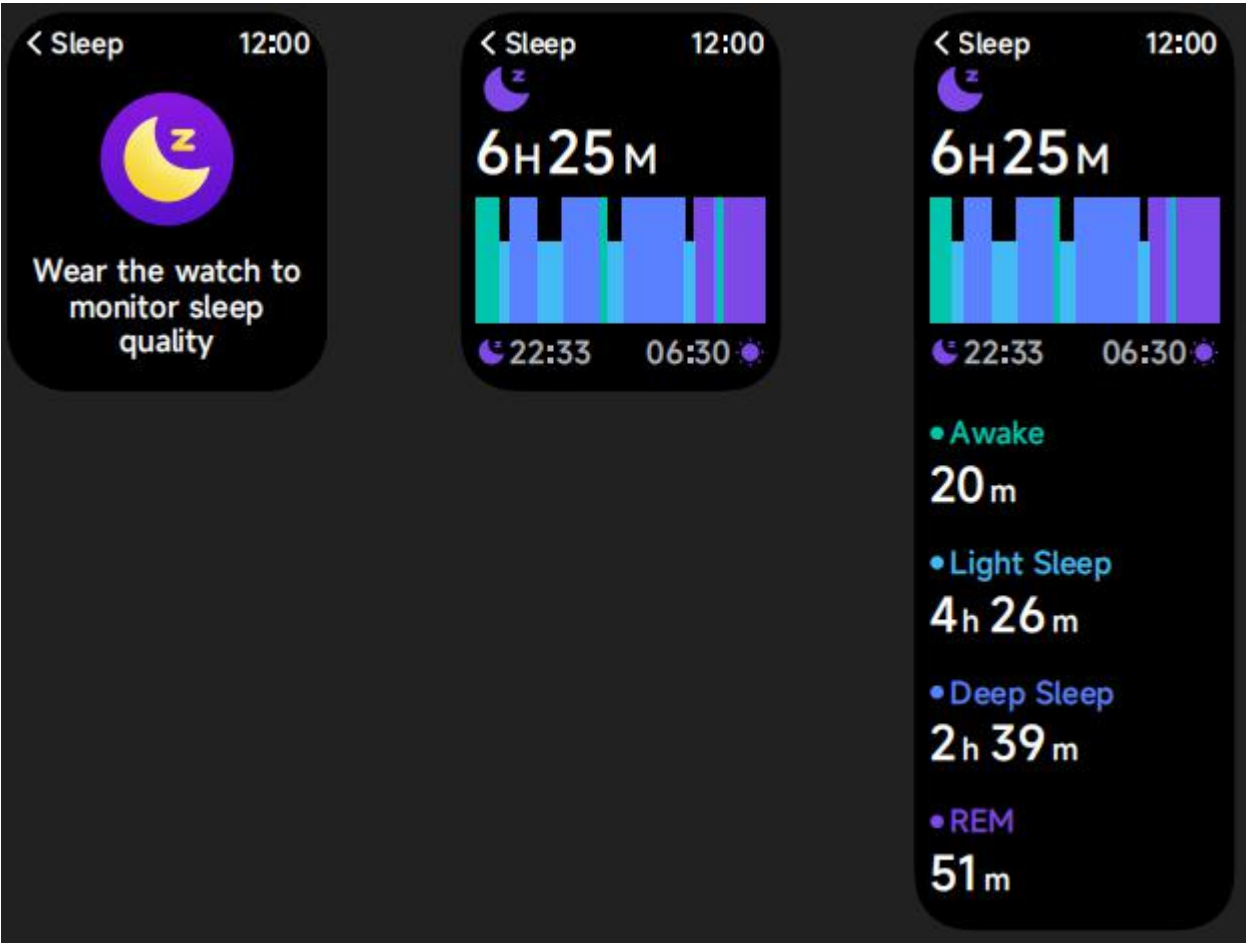 < Sleep 12:00
z
Wear the watch to
monitor sleep
quality
< Sleep 12:00
z
6H25M
z 22:33 06:30
< Sleep 12:00
z
6H25M
z 22:33 06:30
•Awake
20m
•Light Sleep
4h 26m
•Deep Sleep
2h 39m
•REM
51m